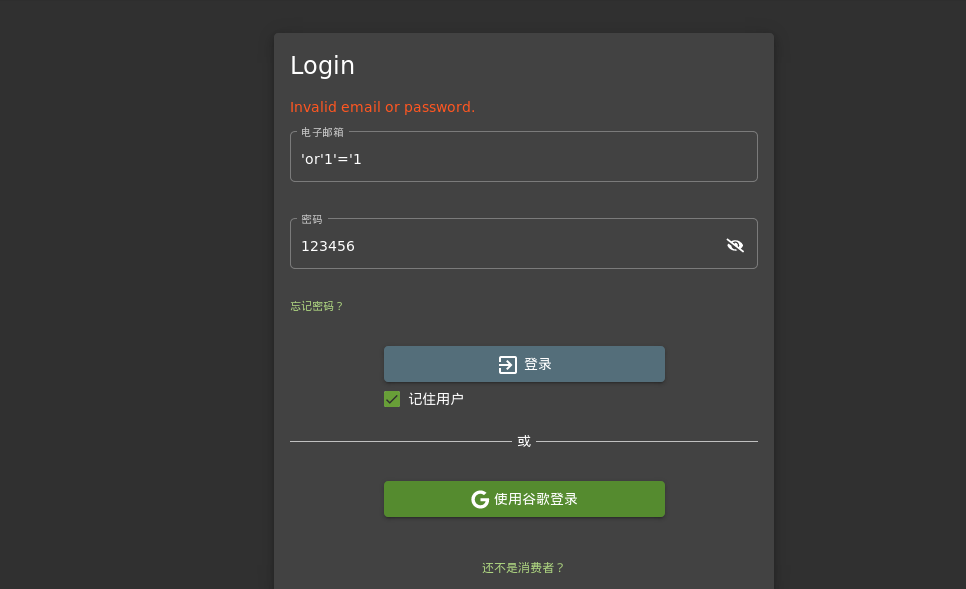 Login
Invalid email or password.
电子邮箱
'or'1'='1
密码
123456
忘记密码？
登录
记住用户
或
使用谷歌登录
还不是消费者？